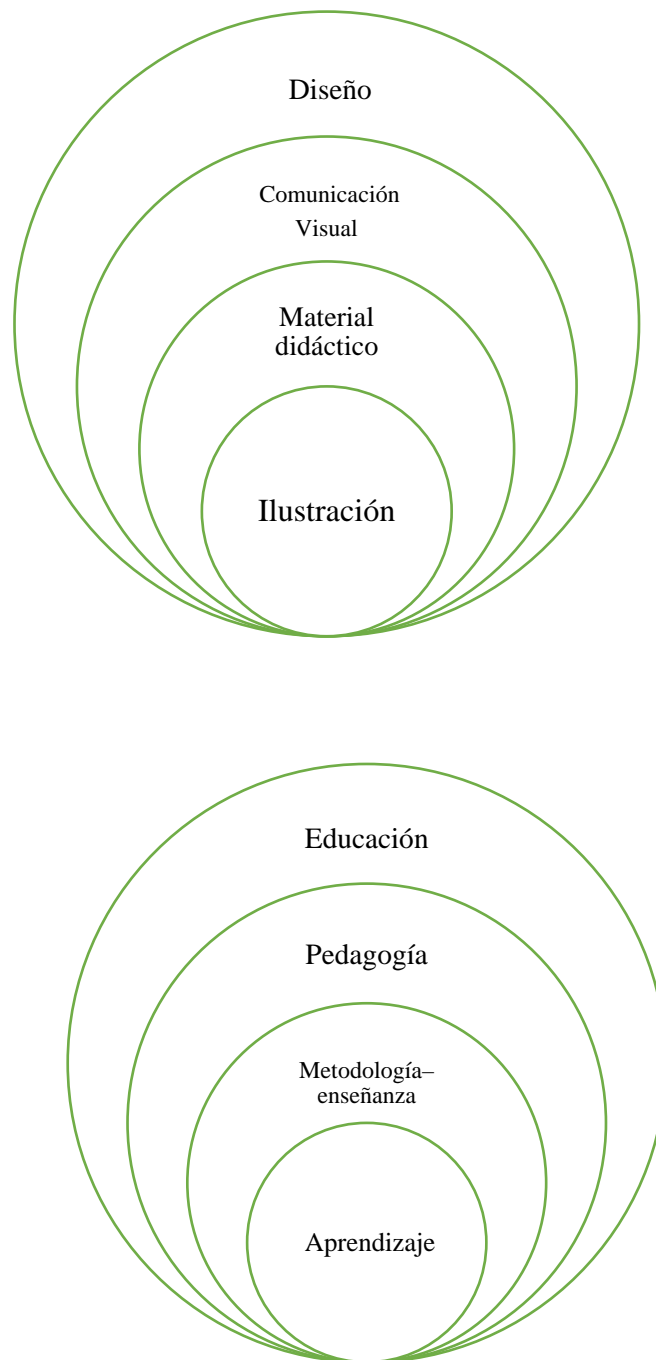 Diseño
Comunicación
Visual
Material
didáctico
Ilustración
Educación
Pedagogía
Metodología–
enseñanza
Aprendizaje